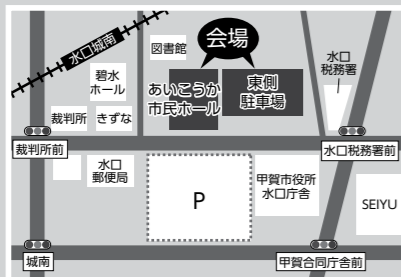 水口城南
図書館
会場
水口
税務署
碧水
ホール
あいこうか
市民ホール
東側
駐車場
裁判所
きずな
裁判所前
水口税務署前
水口
郵便局
P
甲賀市役所
水口庁舎
SEIYU
城南
甲賀合同庁舎前